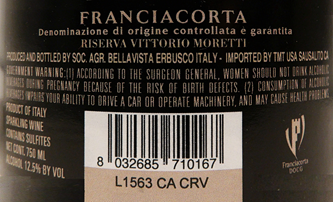 FRANCIACORTA
Denominazione di origine controllata e garantita
RISERVA VITTORIO MORETTI
PRODUCED AND BOTTLED BY SOC. AGR. BELLAVISTA ERBUSCO ITALY - IMPORTED BY TMT USA SAUSALITO CA
GOVERNMENT WARNING: (1) ACCORDING TO THE SURGEON GENERAL, WOMEN SHOULD NOT DRINK ALCOHOLIC
BEVERAGES DURING PREGNANCY BECAUSE OF THE RISK OF BIRTH DEFECTS. (2) CONSUMPTION OF ALCOHOLIC
BEVERAGES IMPAIRS YOUR ABILITY TO DRIVE A CAR OR OPERATE MACHINERY, AND MAY CAUSE HEALTH PROBLEMS.
PRODUCT OF ITALY
SPARKLING WINE
CONTAINS SULFITES
NET CONT. 750 ML
ALCOHOL 12.5% BY VOL
8 032685 710167
L1563 CA CRV
Franciacorta
DOCG